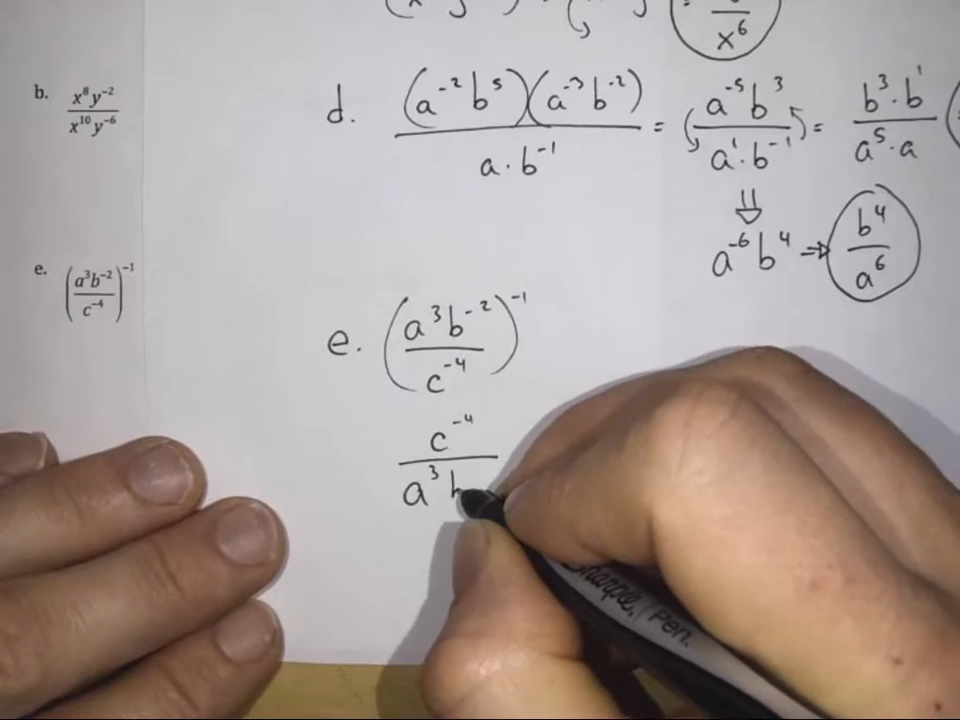 b. x⁸y⁻² / x¹⁰y⁻⁶
x⁶
d. (a⁻²b⁵)(a⁻³b⁻²) / a·b⁻¹ = a⁻⁵b³ / a¹·b⁻¹ = b³·b¹ / a⁵·a
⇓
a⁻⁶b⁴ ⇒ b⁴ / a⁶
e. (a³b⁻² / c⁻⁴)⁻¹
e. (a³b⁻² / c⁻⁴)⁻¹
c⁻⁴ / a³
Sharpie. Pen.